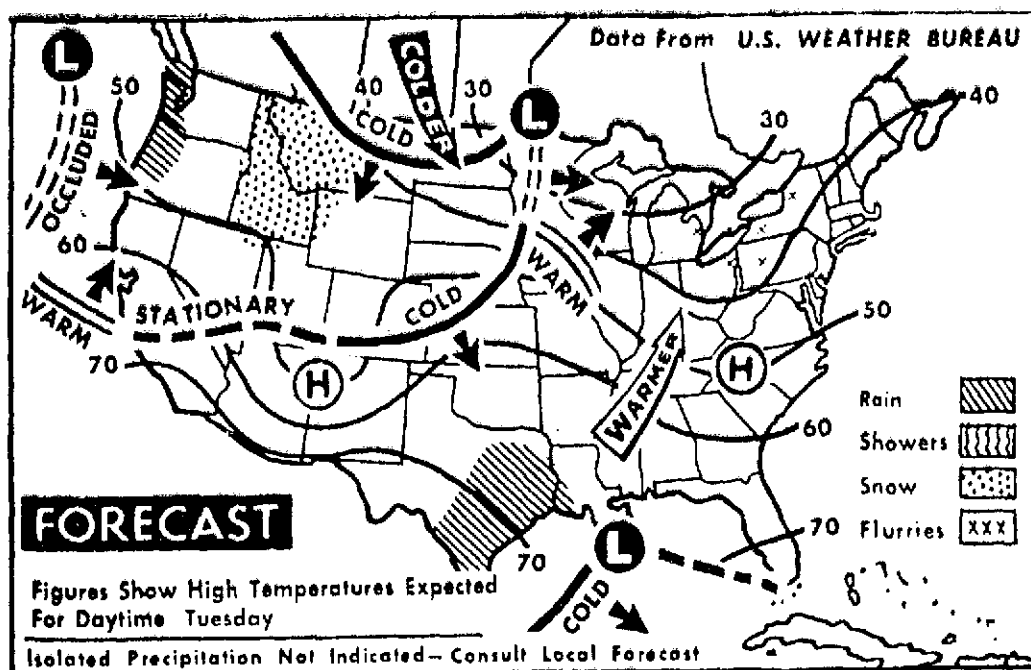 Data From U.S. WEATHER BUREAU
L
50
OCCLUDED
40
COLD
COLDER
30
L
30
40
60
WARM
STATIONARY
COLD
WARM
70
H
WARMER
H
50
60
Rain
Showers
Snow
Flurries XXX
70
L
70
COLD
FORECAST
Figures Show High Temperatures Expected
For Daytime Tuesday
Isolated Precipitation Not Indicated—Consult Local Forecast